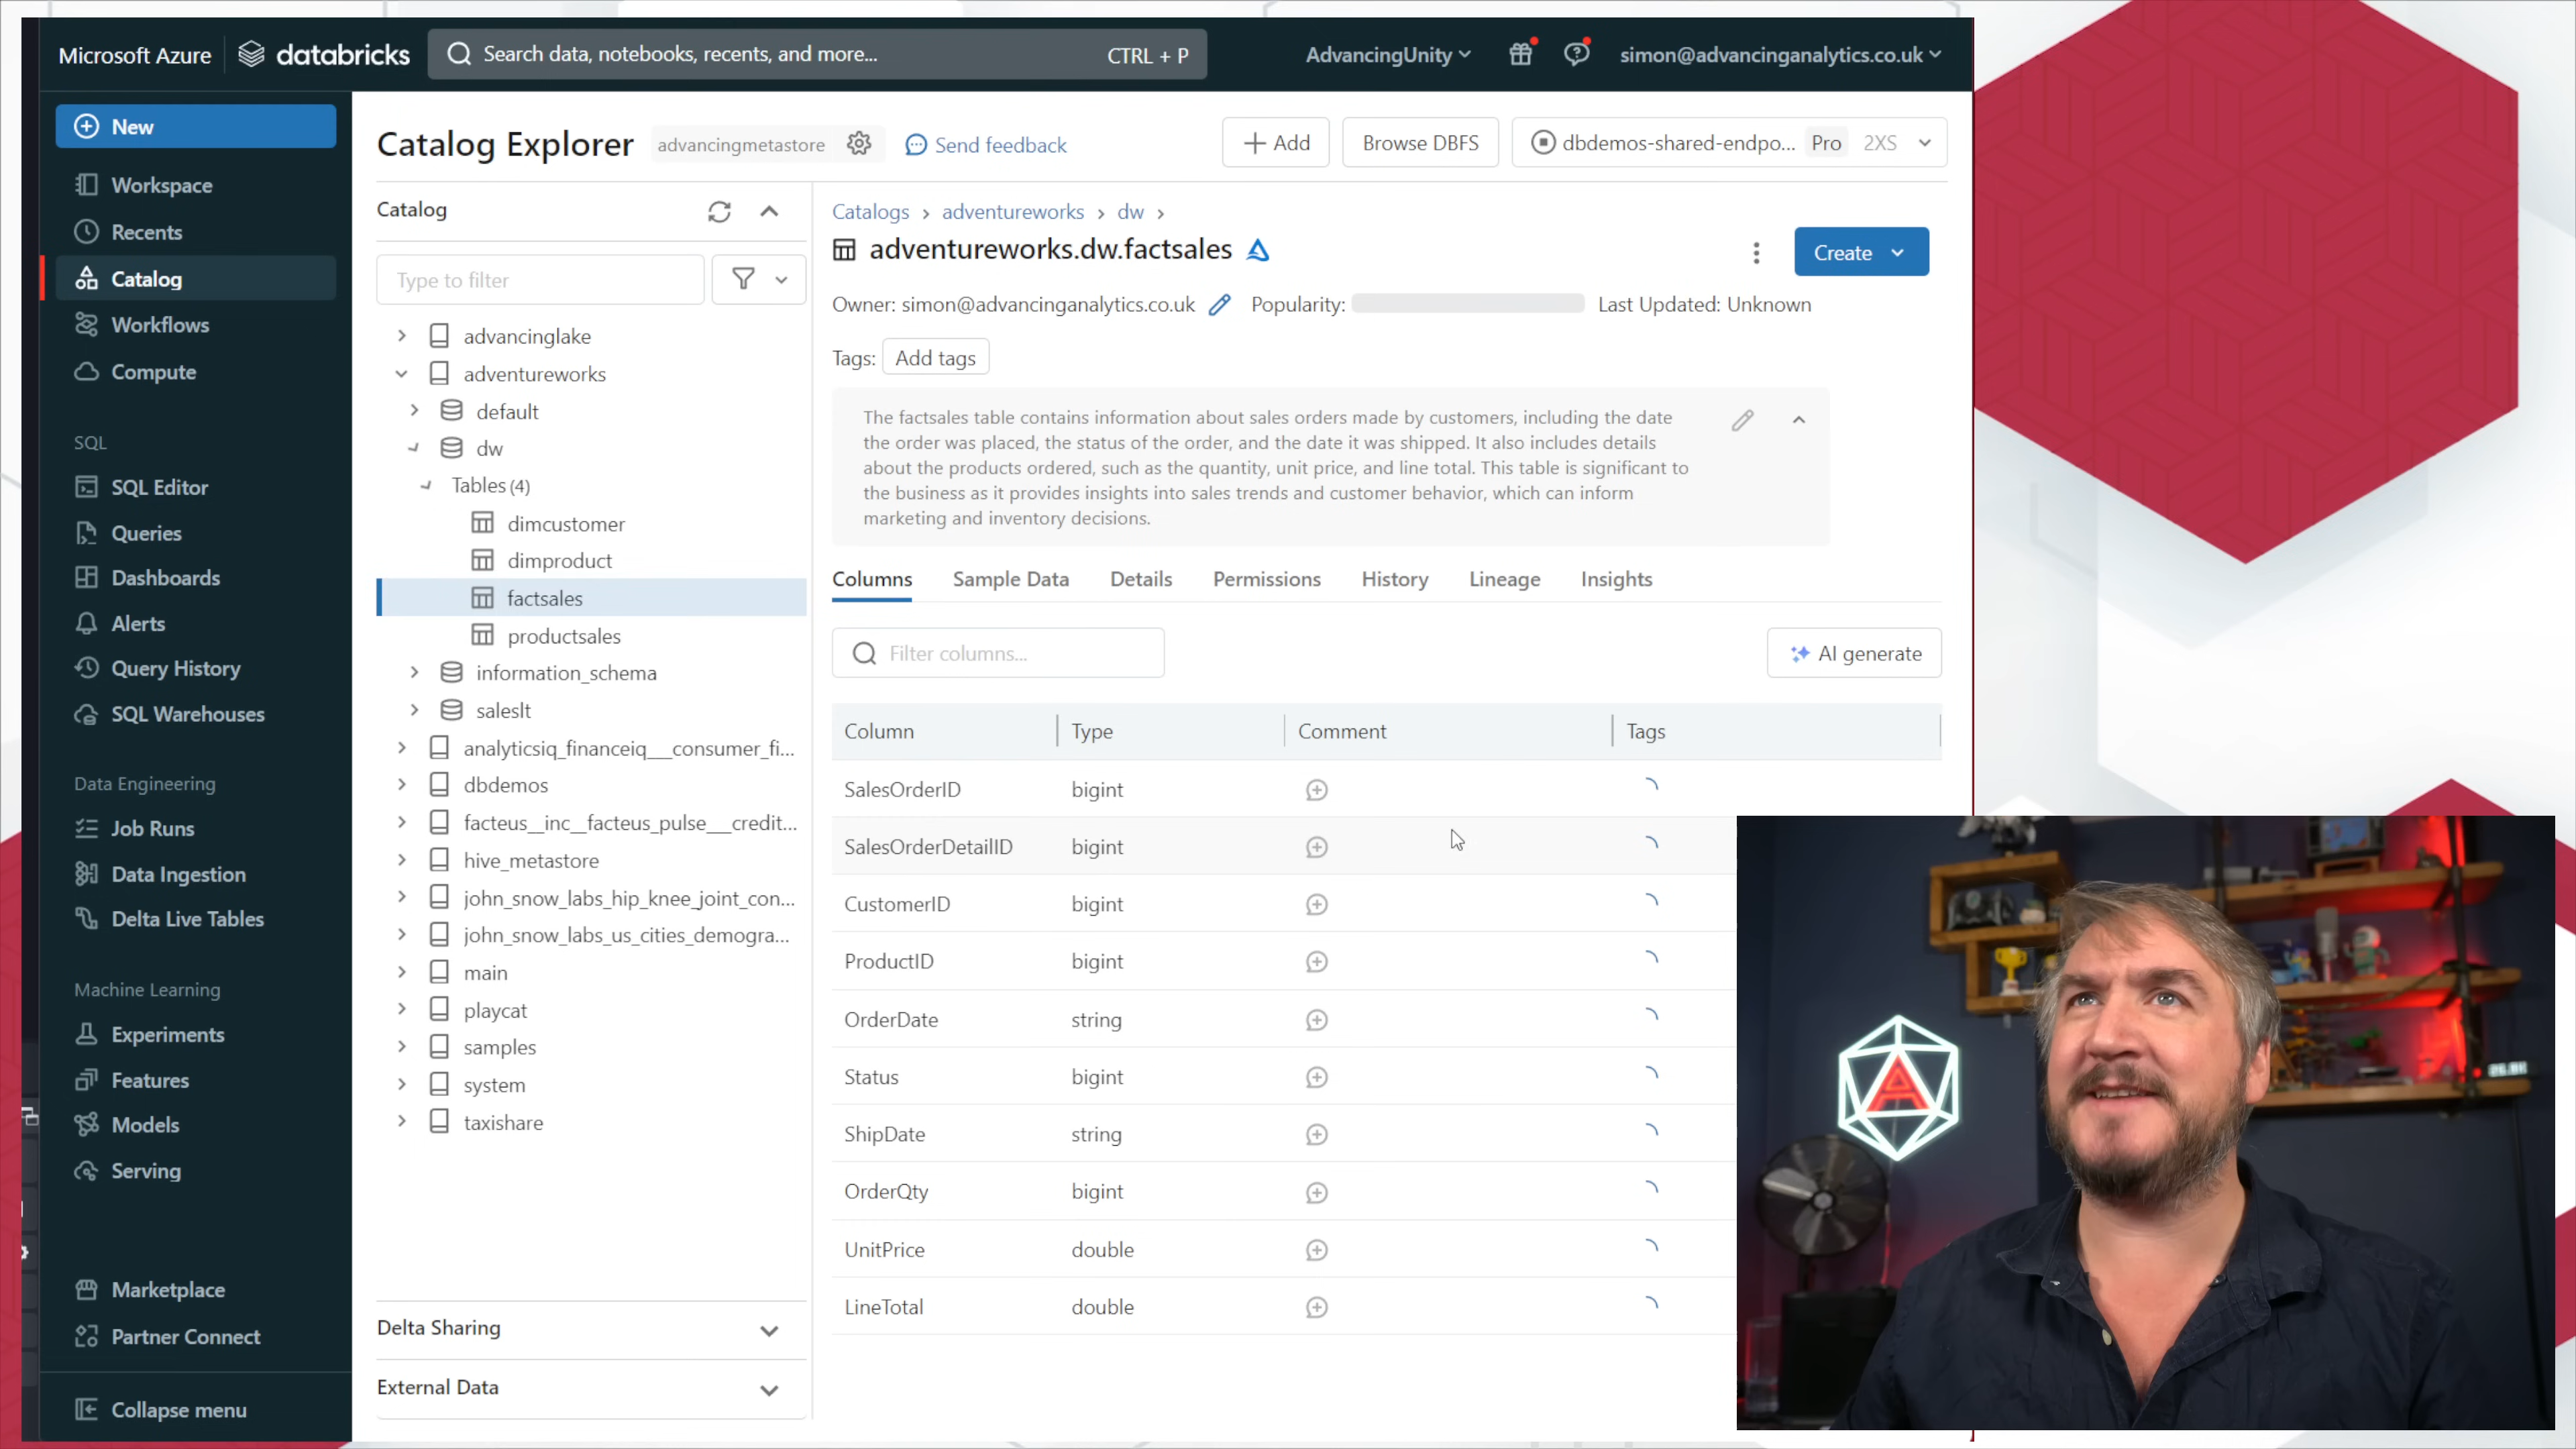 Microsoft Azure databricks Search data, notebooks, recents, and more... CTRL + P AdvancingUnity simon@advancinganalytics.co.uk
New
Workspace
Recents
Catalog
Workflows
Compute
SQL
SQL Editor
Queries
Dashboards
Alerts
Query History
SQL Warehouses
Data Engineering
Job Runs
Data Ingestion
Delta Live Tables
Machine Learning
Experiments
Features
Models
Serving
Marketplace
Partner Connect
Collapse menu
Catalog Explorer advancingmetastore Send feedback Add Browse DBFS dbdemos-shared-endpo... Pro 2XS
Catalog
Type to filter
advancinglake
adventureworks
default
dw
Tables (4)
dimcustomer
dimproduct
factsales
productsales
information_schema
saleslt
analyticsiq_financeiq___consumer_fi...
dbdemos
facteus__inc__facteus_pulse___credit...
hive_metastore
john_snow_labs_hip_knee_joint_con...
john_snow_labs_us_cities_demogra...
main
playcat
samples
system
taxishare
Delta Sharing
External Data
Catalogs > adventureworks > dw >
adventureworks.dw.factsales Create
Owner: simon@advancinganalytics.co.uk Popularity: Last Updated: Unknown
Tags: Add tags
The factsales table contains information about sales orders made by customers, including the date
the order was placed, the status of the order, and the date it was shipped. It also includes details
about the products ordered, such as the quantity, unit price, and line total. This table is significant to
the business as it provides insights into sales trends and customer behavior, which can inform
marketing and inventory decisions.
Columns Sample Data Details Permissions History Lineage Insights
Filter columns... AI generate
Column Type Comment Tags
SalesOrderID bigint
SalesOrderDetailID bigint
CustomerID bigint
ProductID bigint
OrderDate string
Status bigint
ShipDate string
OrderQty bigint
UnitPrice double
LineTotal double
A